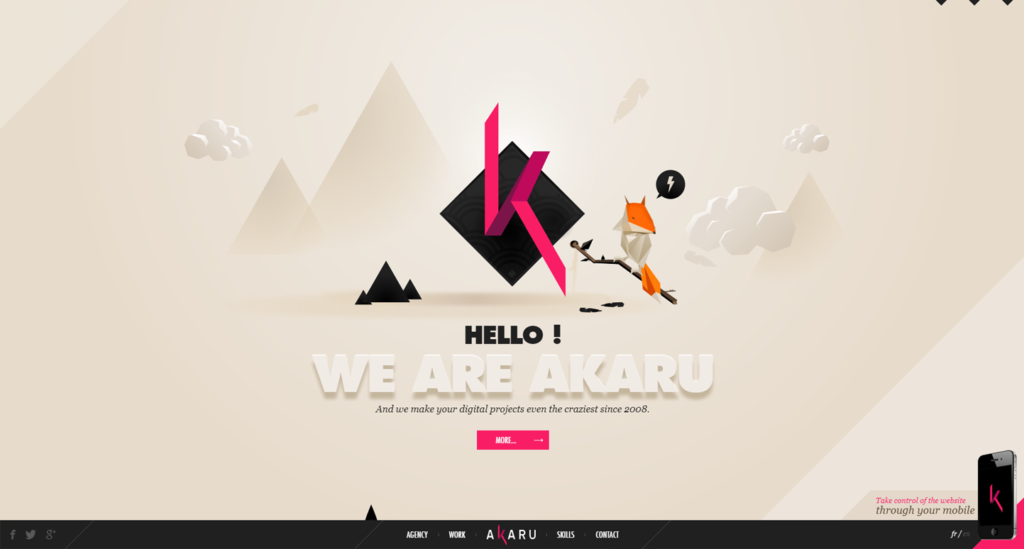 HELLO !
WE ARE AKARU
And we make your digital projects even the craziest since 2008.
MORE...
Take control of the website
through your mobile
AGENCY
WORK
AKARU
SKILLS
CONTACT
fr / en